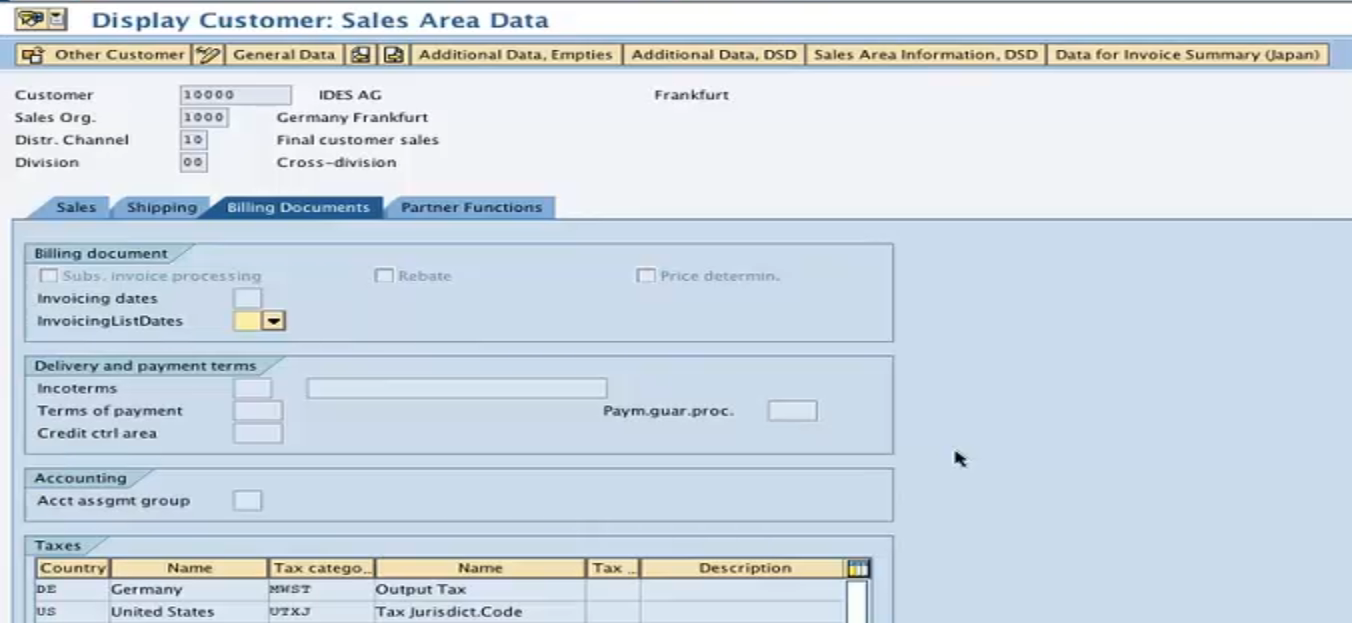 Display Customer: Sales Area Data
Other Customer General Data Additional Data, Empties Additional Data, DSD Sales Area Information, DSD Data for Invoice Summary (Japan)
Customer 10000 IDES AG Frankfurt
Sales Org. 1000 Germany Frankfurt
Distr. Channel 10 Final customer sales
Division 00 Cross-division
Sales Shipping Billing Documents Partner Functions
Billing document
Subs. invoice processing Rebate Price determin.
Invoicing dates
InvoicingListDates
Delivery and payment terms
Incoterms
Terms of payment Paym.guar.proc.
Credit ctrl area
Accounting
Acct assgmt group
Taxes
Country Name Tax catego.. Name Tax .. Description
DE Germany MWST Output Tax
US United States UTXJ Tax Jurisdict.Code